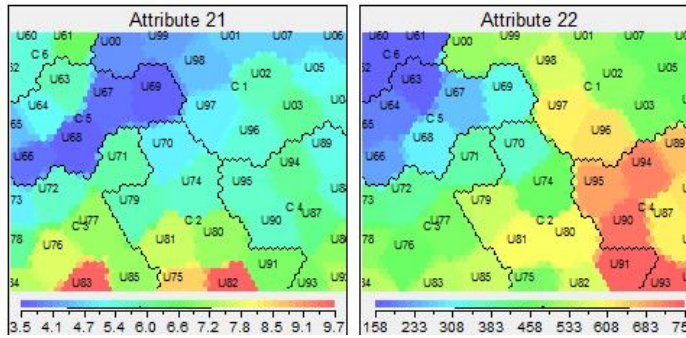 Attribute 21
U60 U61 U00 U99 U01 U07 U06
C 6 U98
U63 U02 U05
U67 U69 C 1
U64 U97 U03
C 5
U68 U96
U66 U71 U70 U94 U89
U72 U74 U95
U79 C 4
U77 C 2 U90 U87
C 3 U80
U76 U81
U91
U83 U85 U75 U82 U93
3.5 4.1 4.7 5.4 6.0 6.6 7.2 7.8 8.5 9.1 9.7
Attribute 22
U60 U61 U00 U99 U01 U07 U06
C 6 U98
U63 U02 U05
U67 U69 C 1
U64 U97 U03
C 5
U68 U96
U66 U71 U70 U94 U89
U72 U74 U95
U79 C 4
U77 C 2 U90 U87
C 3 U80
U76 U81
U91
U83 U85 U75 U82 U93
158 233 308 383 458 533 608 683